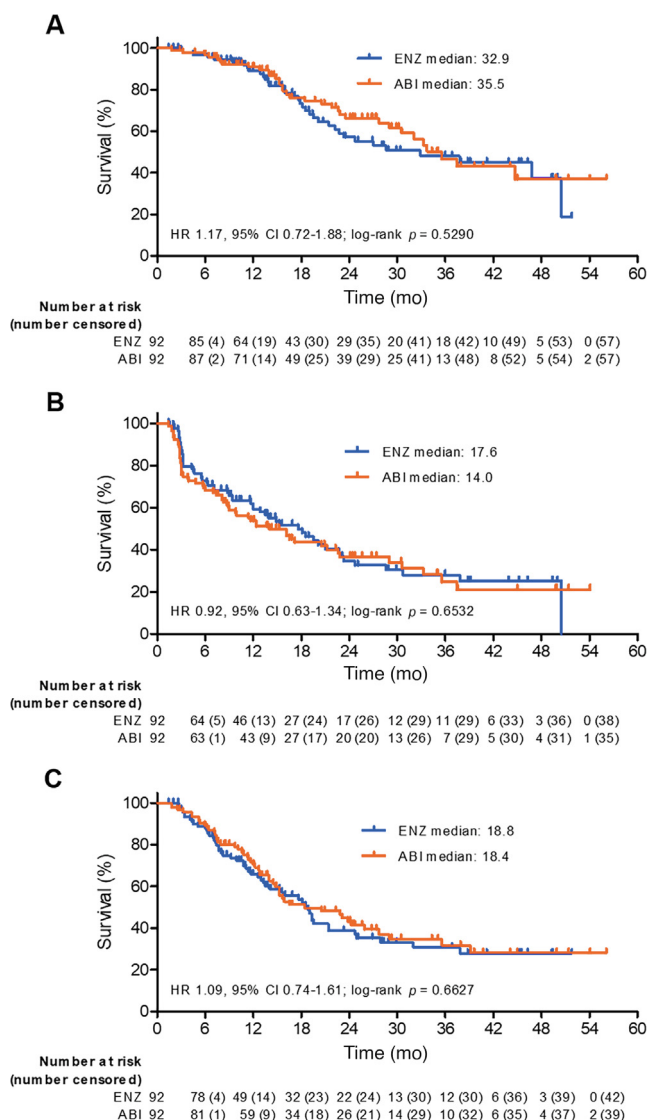 A
100
80
60
40
20
0
Survival (%)
ENZ median: 32.9
ABI median: 35.5
HR 1.17, 95% CI 0.72-1.88; log-rank p = 0.5290
0 6 12 18 24 30 36 42 48 54 60
Time (mo)
Number at risk
(number censored)
ENZ 92 85 (4) 64 (19) 43 (30) 29 (35) 20 (41) 18 (42) 10 (49) 5 (53) 0 (57)
ABI 92 87 (2) 71 (14) 49 (25) 39 (29) 25 (41) 13 (48) 8 (52) 5 (54) 2 (57)
B
100
80
60
40
20
0
Survival (%)
ENZ median: 17.6
ABI median: 14.0
HR 0.92, 95% CI 0.63-1.34; log-rank p = 0.6532
0 6 12 18 24 30 36 42 48 54 60
Time (mo)
Number at risk
(number censored)
ENZ 92 64 (5) 46 (13) 27 (24) 17 (26) 12 (29) 11 (29) 6 (33) 3 (36) 0 (38)
ABI 92 63 (1) 43 (9) 27 (17) 20 (20) 13 (26) 7 (29) 5 (30) 4 (31) 1 (35)
C
100
80
60
40
20
0
Survival (%)
ENZ median: 18.8
ABI median: 18.4
HR 1.09, 95% CI 0.74-1.61; log-rank p = 0.6627
0 6 12 18 24 30 36 42 48 54 60
Time (mo)
Number at risk
(number censored)
ENZ 92 78 (4) 49 (14) 32 (23) 22 (24) 13 (30) 12 (30) 6 (36) 3 (39) 0 (42)
ABI 92 81 (1) 59 (9) 34 (18) 26 (21) 14 (29) 10 (32) 6 (35) 4 (37) 2 (39)